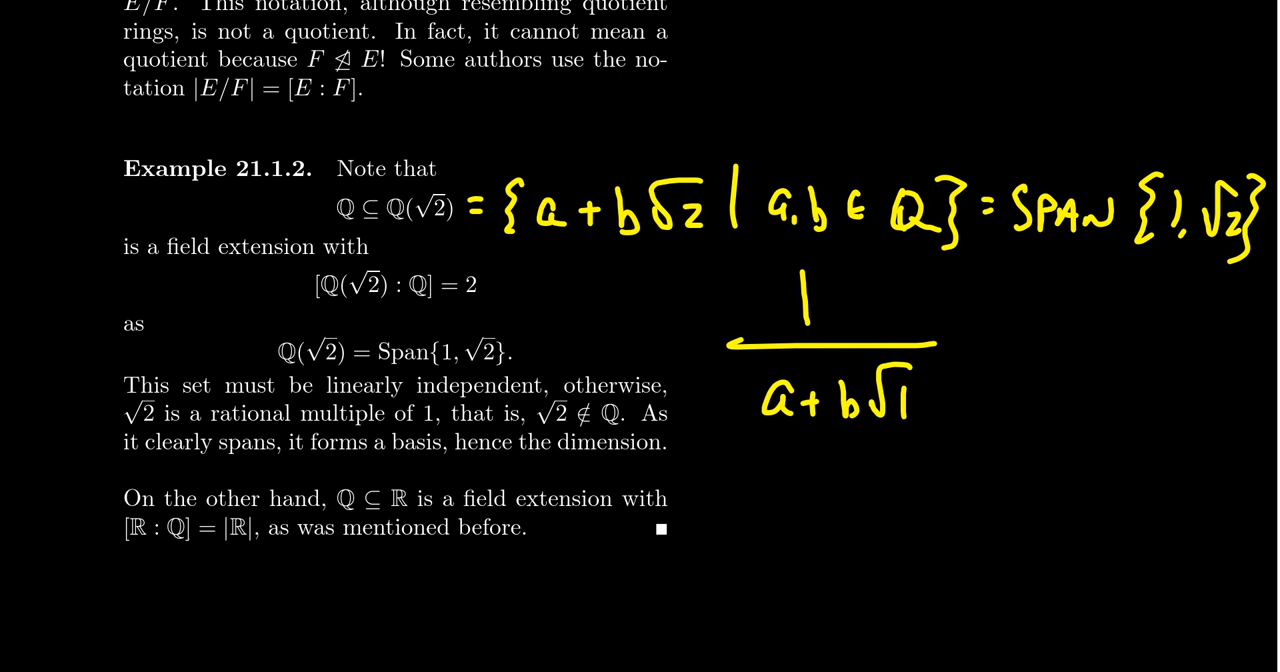 E/F. This notation, although resembling quotient
rings, is not a quotient. In fact, it cannot mean a
quotient because F ⋬ E! Some authors use the no-
tation |E/F| = [E : F].
Example 21.1.2. Note that
ℚ ⊆ ℚ(√2) = {a + b√2 | a, b ∈ ℚ} = SPAN {1, √2}
is a field extension with
[ℚ(√2) : ℚ] = 2
1
as
ℚ(√2) = Span{1, √2}.
a + b√1
This set must be linearly independent, otherwise,
√2 is a rational multiple of 1, that is, √2 ∉ ℚ. As
it clearly spans, it forms a basis, hence the dimension.
On the other hand, ℚ ⊆ ℝ is a field extension with
[ℝ : ℚ] = |ℝ|, as was mentioned before. ■